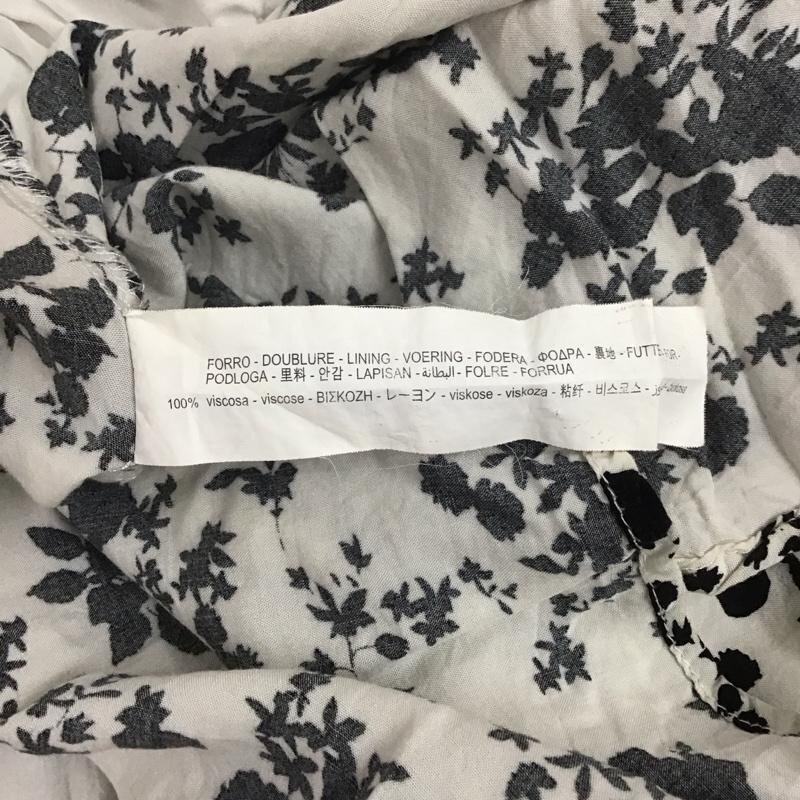 FORRO - DOUBLURE - LINING - VOERING - FODERA - ΦΟΔΡΑ - 裏地 - FUTTE
PODLOGA - 里料 - 안감 - LAPISAN - البطانة - FOLRE - FORRUA
100% viscosa - viscose - ΒΙΣΚΟΖΗ - レーヨン - viskose - viskoza - 粘纤 - 비스코스 -